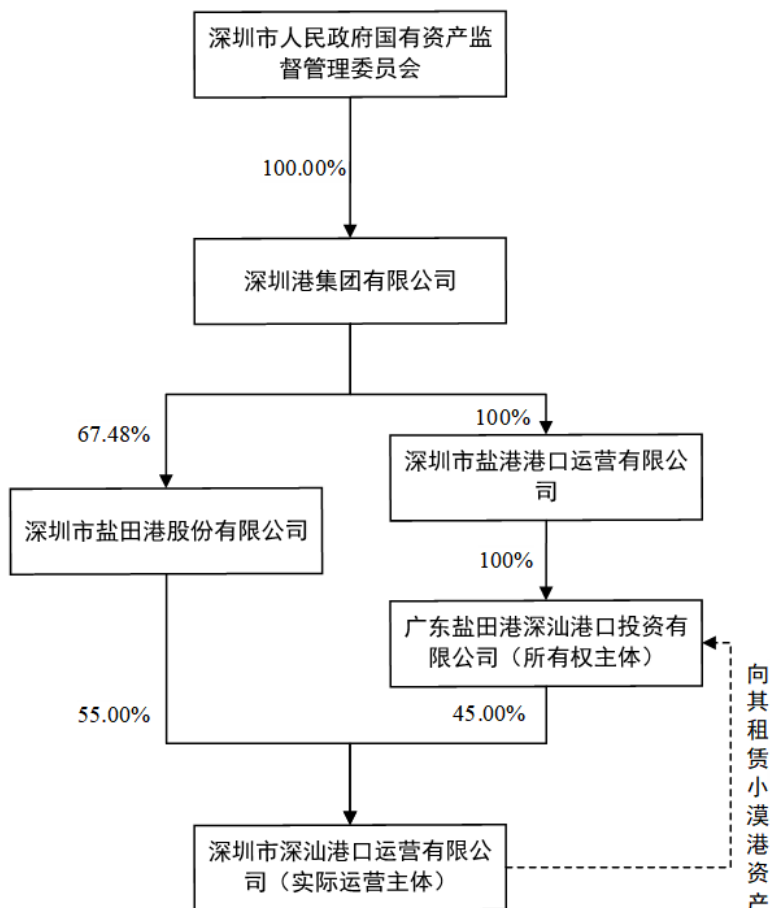 深圳市人民政府国有资产监
督管理委员会
100.00%
深圳港集团有限公司
67.48%
100%
深圳市盐港港口运营有限公
司
深圳市盐田港股份有限公司
100%
广东盐田港深汕港口投资有
限公司（所有权主体）
55.00%
45.00%
向其租赁小漠港资产
深圳市深汕港口运营有限公
司（实际运营主体）